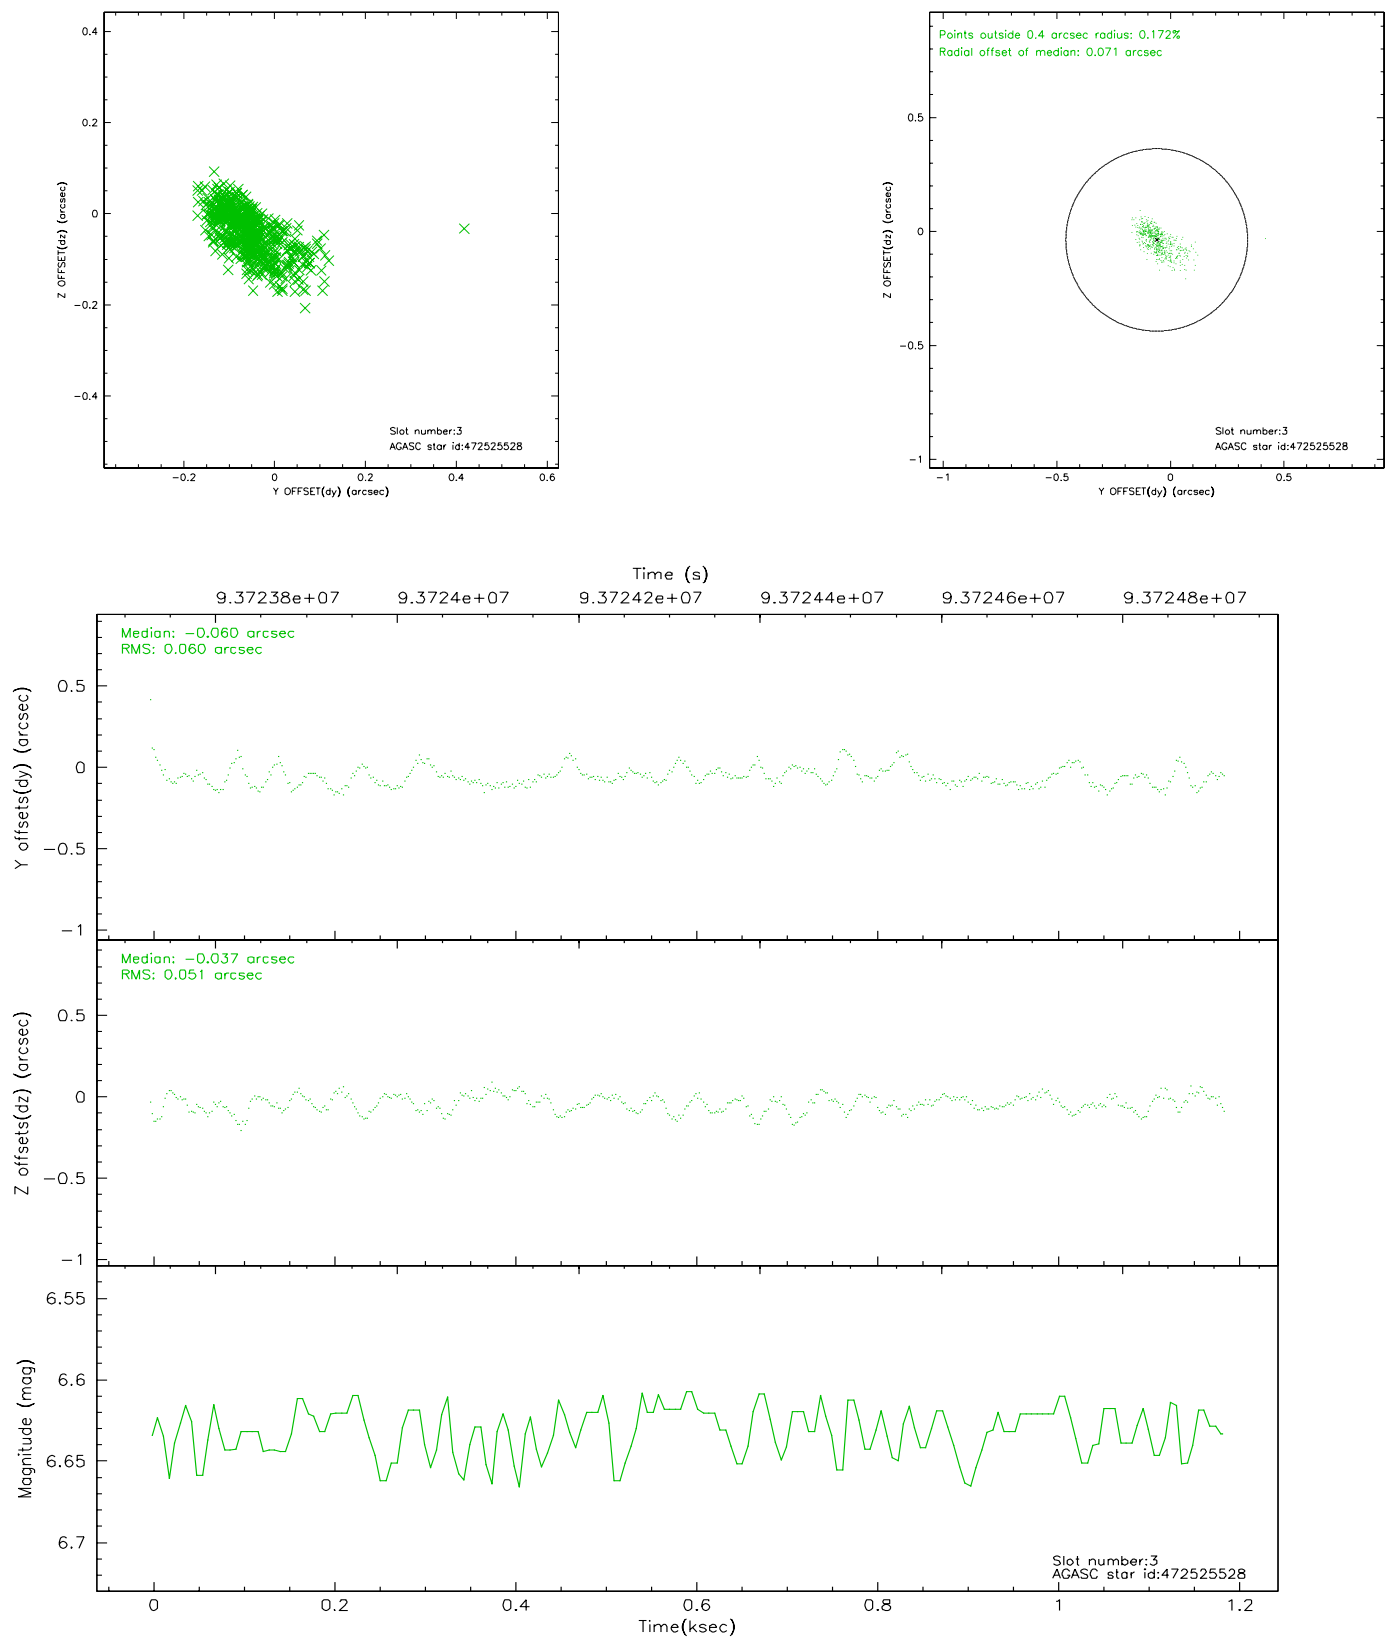 0.4
0.2
0
−0.2
−0.4
Z OFFSET(dz) (arcsec)
Slot number:3
AGASC star id:472525528
−0.2 0 0.2 0.4 0.6
Y OFFSET(dy) (arcsec)
Points outside 0.4 arcsec radius: 0.172%
Radial offset of median: 0.071 arcsec
0.5
0
−0.5
−1
Z OFFSET(dz) (arcsec)
Slot number:3
AGASC star id:472525528
−1 −0.5 0 0.5
Y OFFSET(dy) (arcsec)
Time (s)
9.37238e+07 9.3724e+07 9.37242e+07 9.37244e+07 9.37246e+07 9.37248e+07
Median: −0.060 arcsec
RMS: 0.060 arcsec
0.5
0
−0.5
−1
Y offsets(dy) (arcsec)
Median: −0.037 arcsec
RMS: 0.051 arcsec
0.5
0
−0.5
−1
Z offsets(dz) (arcsec)
6.55
6.6
6.65
6.7
Magnitude (mag)
Slot number:3
AGASC star id:472525528
0 0.2 0.4 0.6 0.8 1 1.2
Time(ksec)